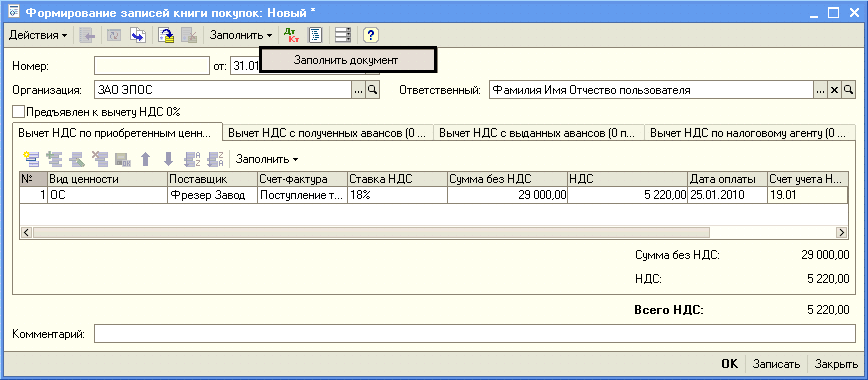 Формирование записей книги покупок: Новый *
Действия Заполнить Дт Кт ?
Заполнить документ
Номер: от: 31.01
Организация: ЗАО ЭПОС ... Ответственный: Фамилия Имя Отчество пользователя ...
Предъявлен к вычету НДС 0%
Вычет НДС по приобретенным ценн... Вычет НДС с полученных авансов (0 ... Вычет НДС с выданных авансов (0 п... Вычет НДС по налоговому агенту (0 ...
Заполнить
№ Вид ценности Поставщик Счет-фактура Ставка НДС Сумма без НДС НДС Дата оплаты Счет учета Н...
1 ОС Фрезер Завод Поступление т... 18% 29 000,00 5 220,00 25.01.2010 19.01
Сумма без НДС: 29 000,00
НДС: 5 220,00
Всего НДС: 5 220,00
Комментарий:
OK Записать Закрыть